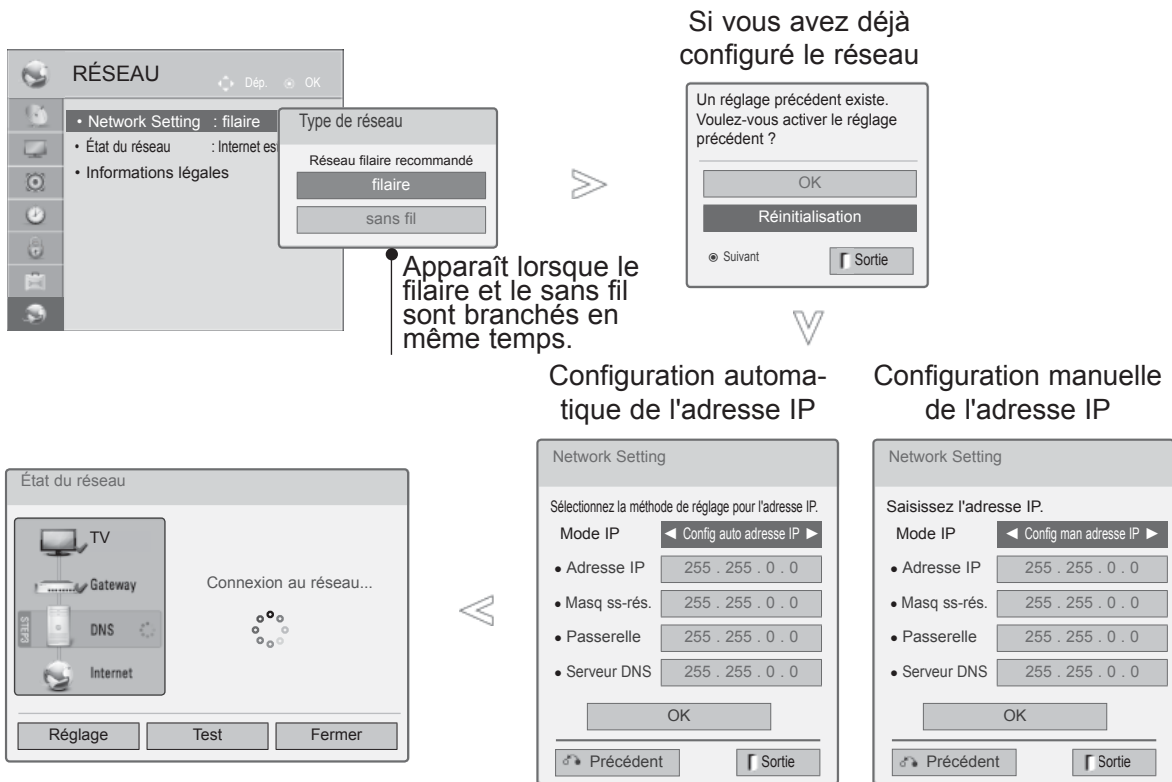 Si vous avez déjà
configuré le réseau
RÉSEAU
Dép.
OK
• Network Setting : filaire
• État du réseau : Internet es
• Informations légales
Type de réseau
Réseau filaire recommandé
filaire
sans fil
Apparaît lorsque le
filaire et le sans fil
sont branchés en
même temps.
Un réglage précédent existe.
Voulez-vous activer le réglage
précédent ?
OK
Réinitialisation
Suivant
Sortie
Configuration automa-
tique de l'adresse IP
Network Setting
Sélectionnez la méthode de réglage pour l'adresse IP.
Mode IP ◄ Config auto adresse IP ►
• Adresse IP 255 . 255 . 0 . 0
• Masq ss-rés. 255 . 255 . 0 . 0
• Passerelle 255 . 255 . 0 . 0
• Serveur DNS 255 . 255 . 0 . 0
OK
Précédent
Sortie
Configuration manuelle
de l'adresse IP
Network Setting
Saisissez l'adresse IP.
Mode IP ◄ Config man adresse IP ►
• Adresse IP 255 . 255 . 0 . 0
• Masq ss-rés. 255 . 255 . 0 . 0
• Passerelle 255 . 255 . 0 . 0
• Serveur DNS 255 . 255 . 0 . 0
OK
Précédent
Sortie
État du réseau
TV
Gateway
STEP3
DNS
Internet
Connexion au réseau...
Réglage
Test
Fermer